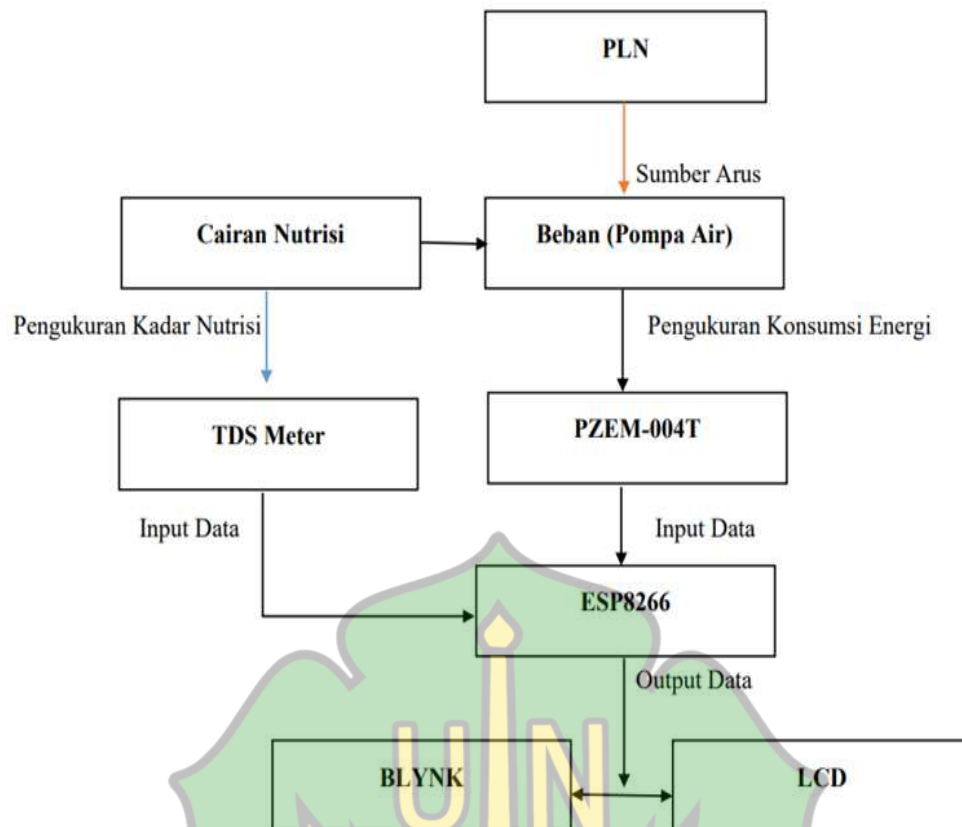 PLN
Sumber Arus
Cairan Nutrisi
Beban (Pompa Air)
Pengukuran Kadar Nutrisi
Pengukuran Konsumsi Energi
TDS Meter
PZEM-004T
Input Data
Input Data
ESP8266
Output Data
UIN
BLYNK
LCD